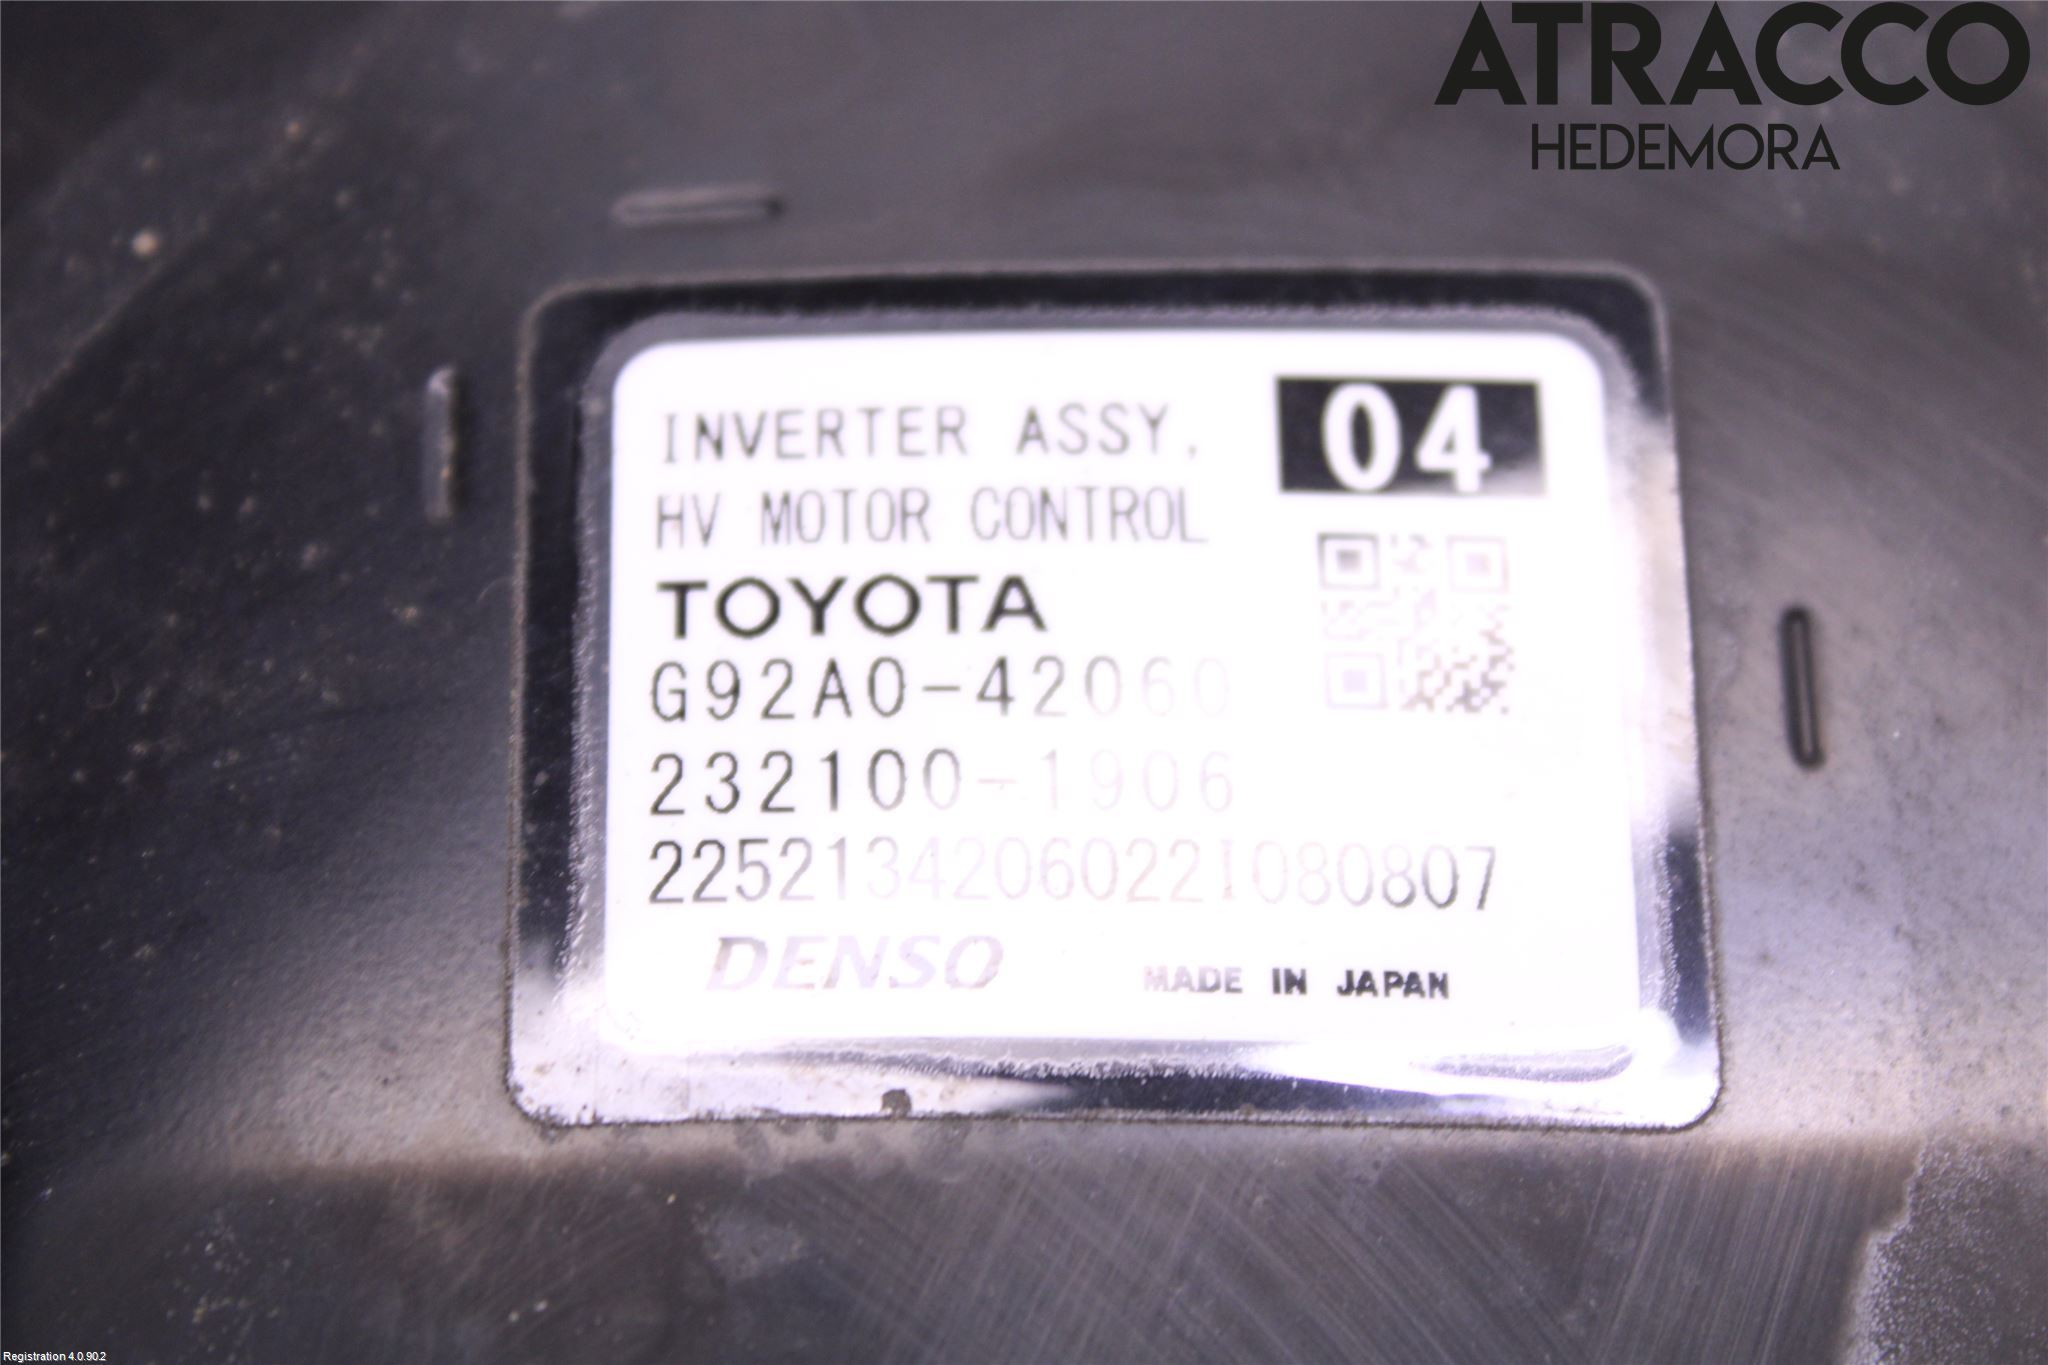 ATRACCO
HEDEMORA
INVERTER ASSY,
04
HV MOTOR CONTROL
TOYOTA
G92A0-42060
232100-1906
22521342060221080807
DENSO
MADE IN JAPAN
Registration 4.0.90.2